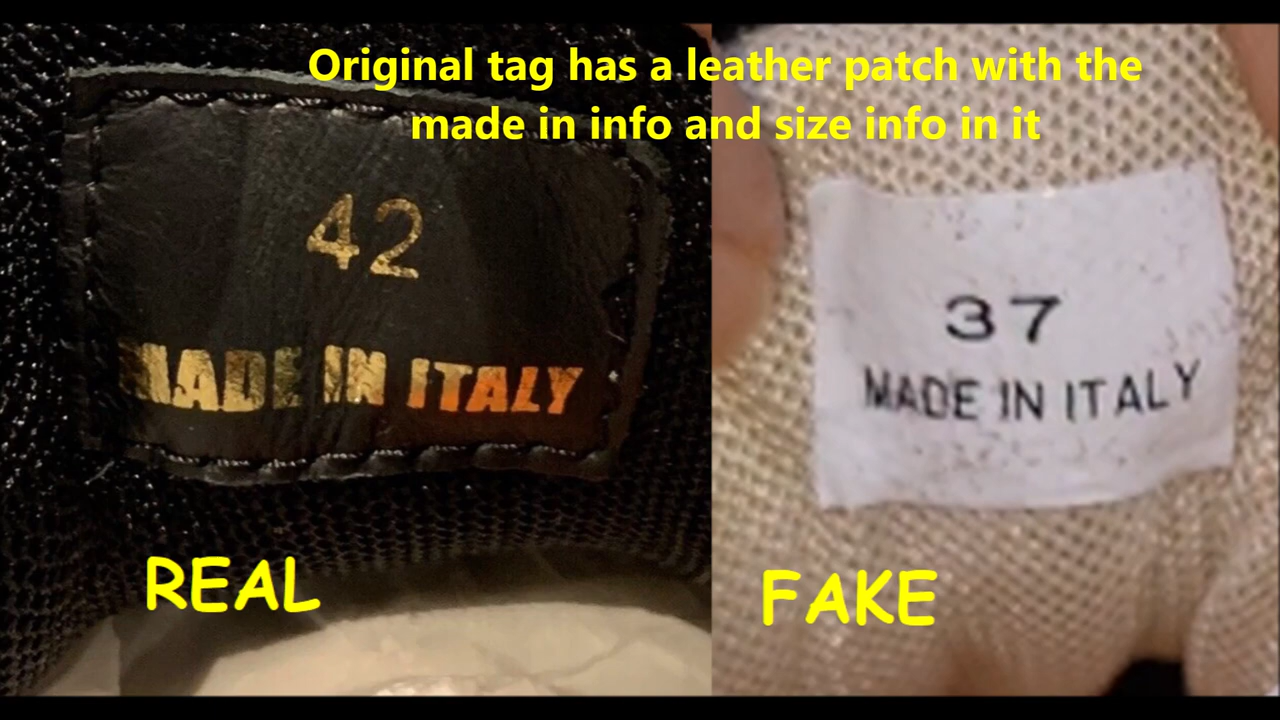 Original tag has a leather patch with the
made in info and size info in it
42
MADE IN ITALY
37
MADE IN ITALY
REAL
FAKE